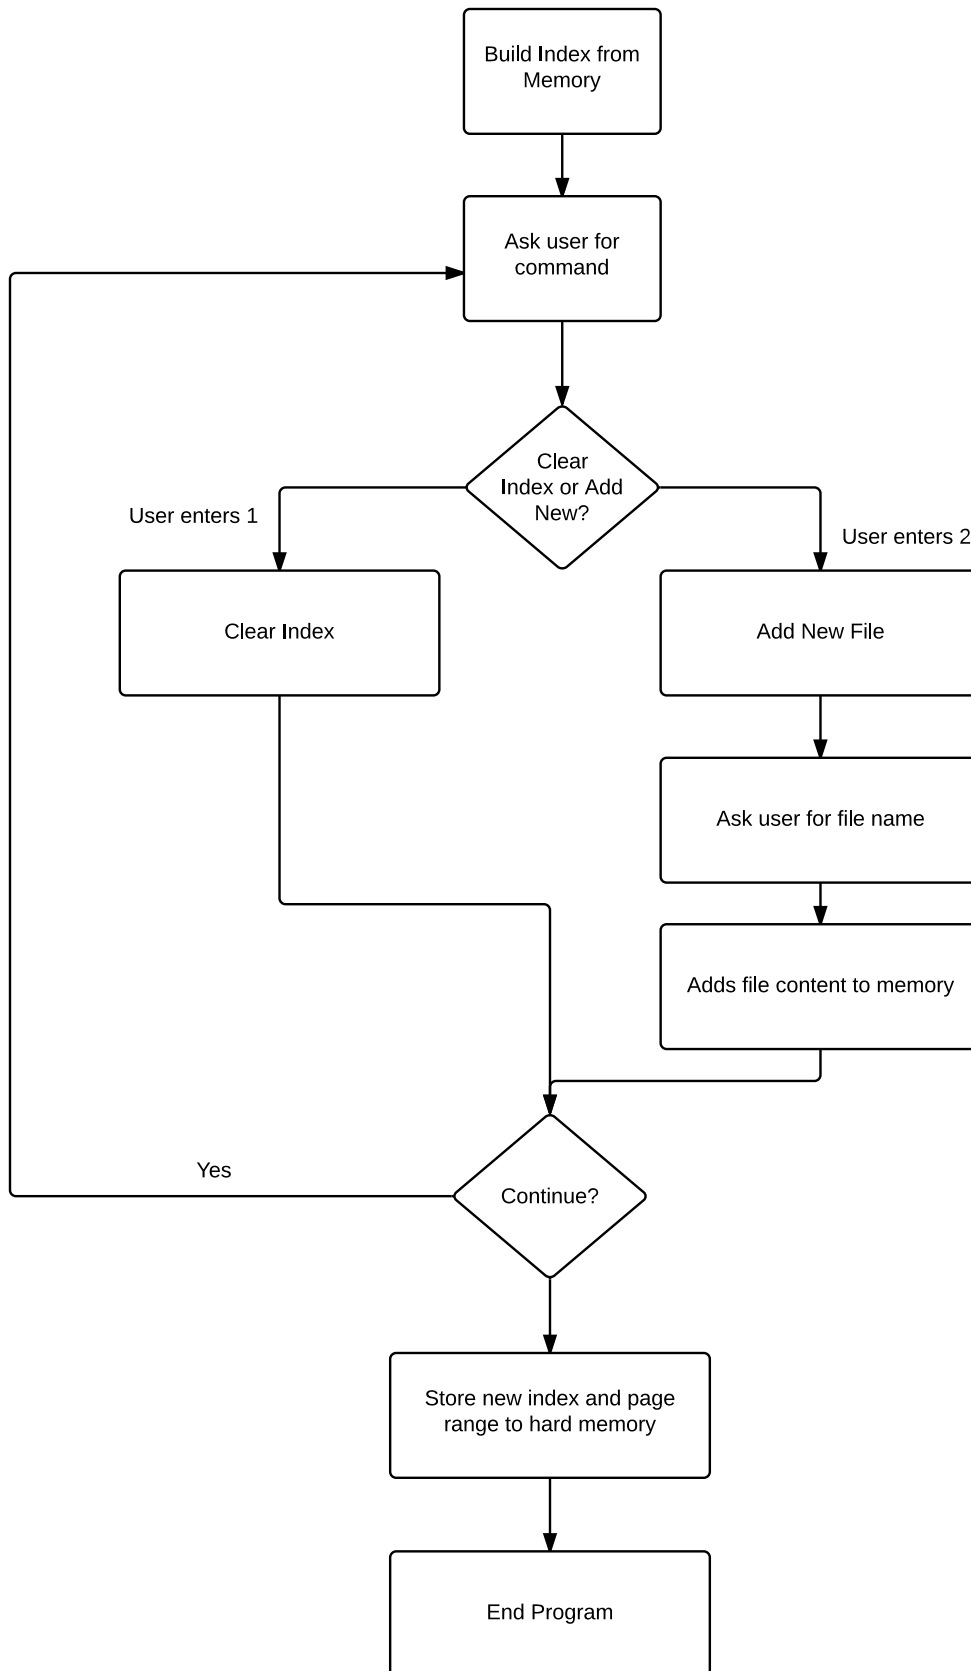 Build Index from
Memory
Ask user for
command
Clear
Index or Add
New?
User enters 1
User enters 2
Clear Index
Add New File
Ask user for file name
Adds file content to memory
Yes
Continue?
Store new index and page
range to hard memory
End Program